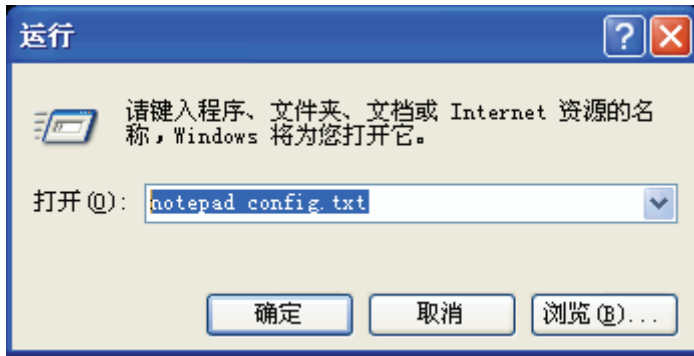 运行
请键入程序、文件夹、文档或 Internet 资源的名
称，Windows 将为您打开它。
打开(O): notepad config.txt
确定 取消 浏览(B)...